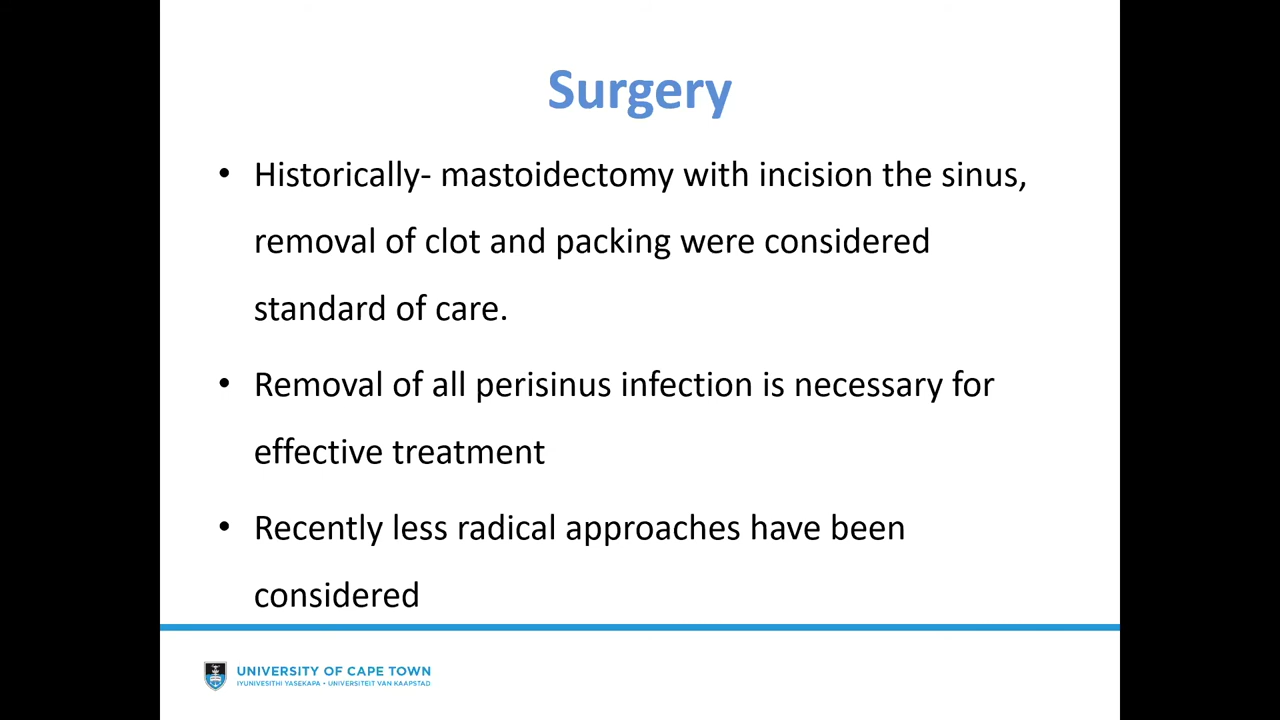 Surgery
• Historically- mastoidectomy with incision the sinus,
removal of clot and packing were considered
standard of care.
• Removal of all perisinus infection is necessary for
effective treatment
• Recently less radical approaches have been
considered
UNIVERSITY OF CAPE TOWN
IYUNIVESITHI YASEKAPA • UNIVERSITEIT VAN KAAPSTAD